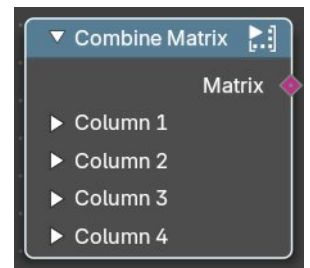 Combine Matrix
Matrix
Column 1
Column 2
Column 3
Column 4